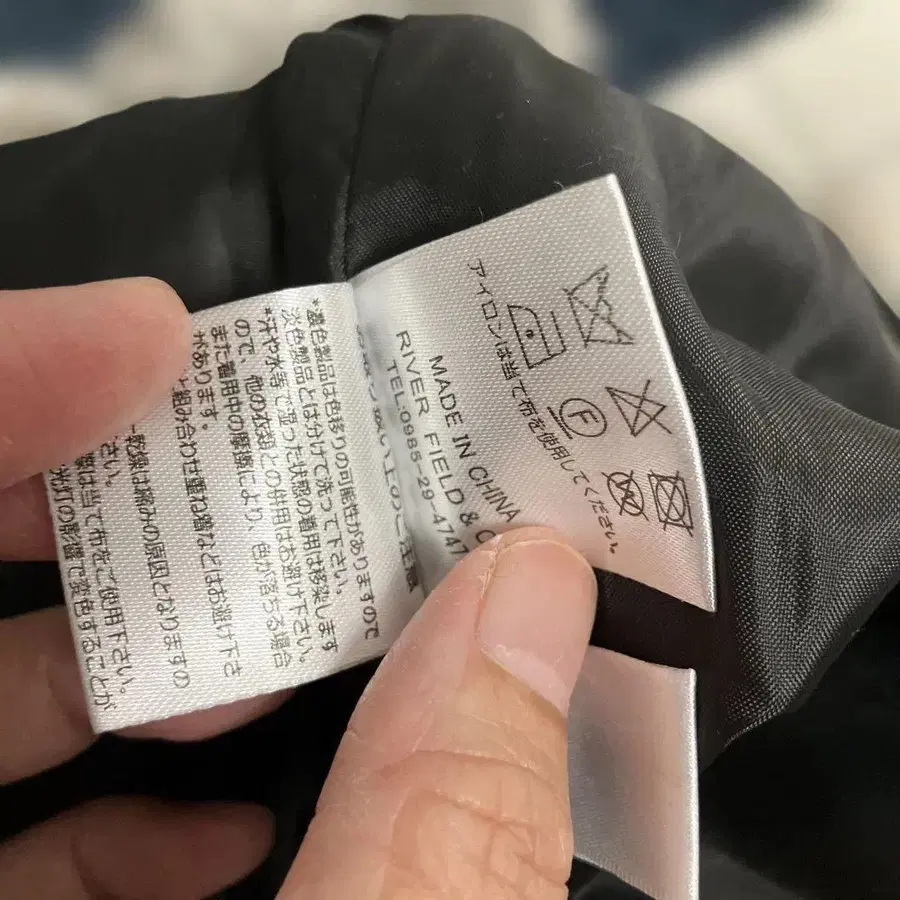 アイロンは当て布を使用してください。
F
W
MADE IN CHINA
RIVER FIELD &
TEL:0985-29-4747
*濃色製品は色移りの可能性がありますので
淡色製品とは分けて洗って下さい。
*汗や水等で湿った状態の着用は移染します
ので、他の衣類との併用はお避け下さい。
また着用中の摩擦により、色が落ちる場合
があります。
組み合わせ重ね着などはお避け下さ
乾燥は縮みの原因となりますの
さい。
は当て布をご使用下さい。
光灯の影響で染色することが